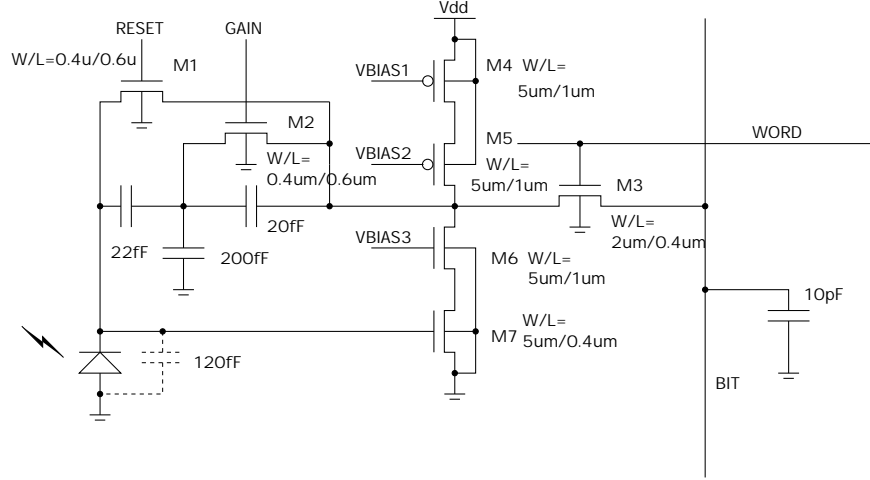 Vdd
RESET
GAIN
W/L=0.4u/0.6u
M1
VBIAS1
M4 W/L=
5um/1um
M2
W/L=
0.4um/0.6um
VBIAS2
M5
W/L=
5um/1um
WORD
M3
W/L=
2um/0.4um
22fF
20fF
200fF
VBIAS3
M6 W/L=
5um/1um
10pF
M7 W/L=
5um/0.4um
120fF
BIT